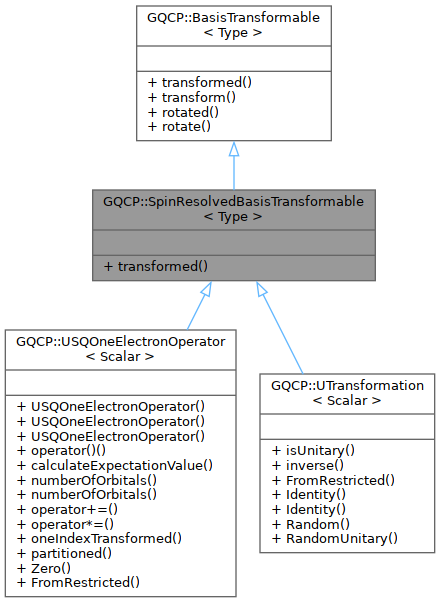 GQCP::BasisTransformable
< Type >
+ transformed()
+ transform()
+ rotated()
+ rotate()
GQCP::SpinResolvedBasisTransformable
< Type >
+ transformed()
GQCP::USQOneElectronOperator
< Scalar >
+ USQOneElectronOperator()
+ USQOneElectronOperator()
+ USQOneElectronOperator()
+ operator()()
+ calculateExpectationValue()
+ numberOfOrbitals()
+ numberOfOrbitals()
+ operator+=()
+ operator*=()
+ oneIndexTransformed()
+ partitioned()
+ Zero()
+ FromRestricted()
GQCP::UTransformation
< Scalar >
+ isUnitary()
+ inverse()
+ FromRestricted()
+ Identity()
+ Identity()
+ Random()
+ RandomUnitary()